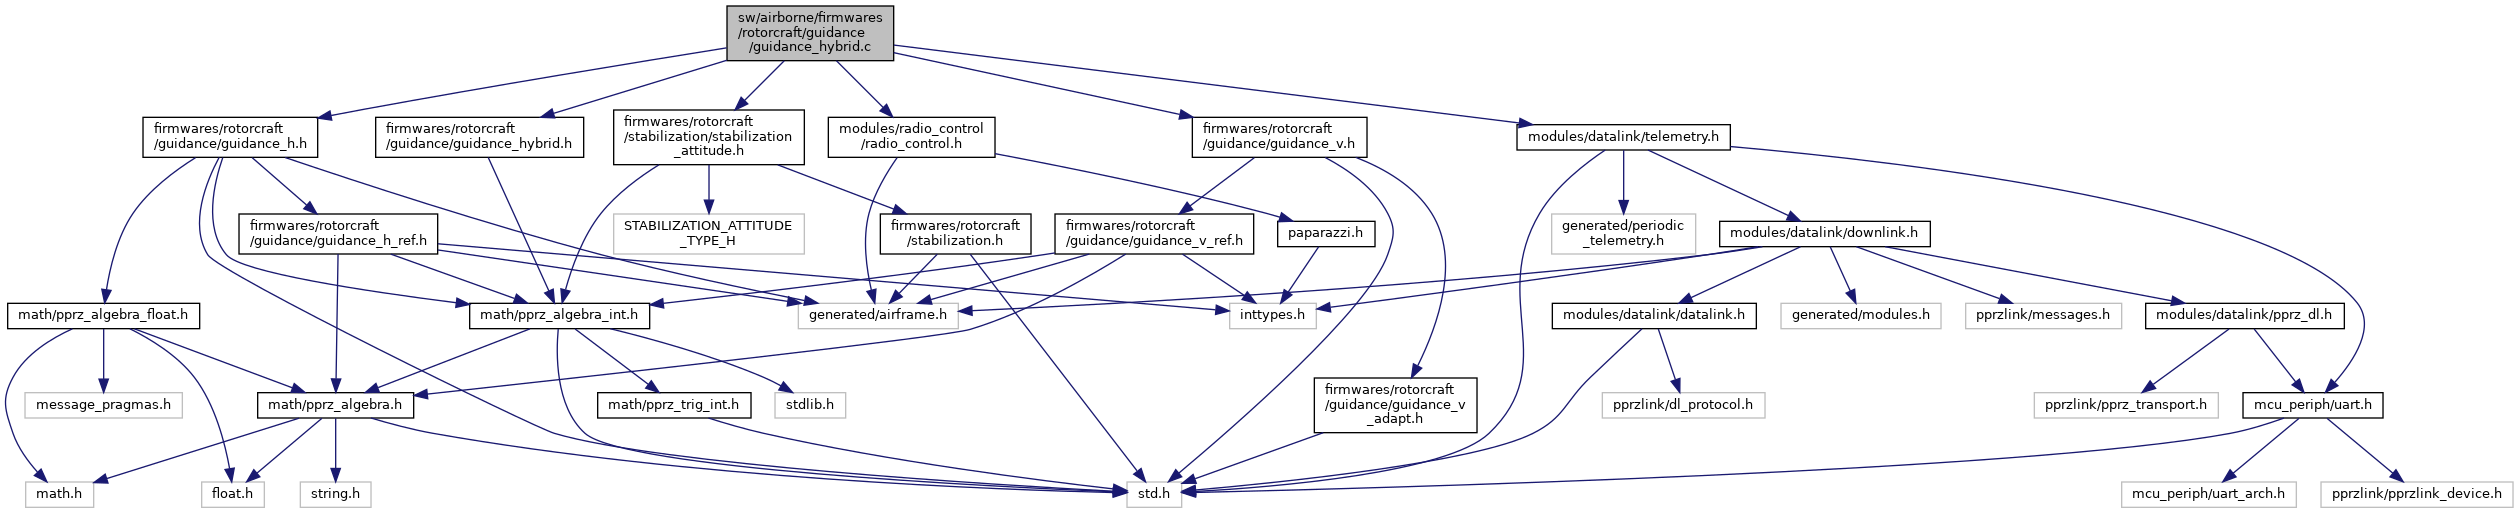 sw/airborne/firmwares
/rotorcraft/guidance
/guidance_hybrid.c
firmwares/rotorcraft
/guidance/guidance_h.h
firmwares/rotorcraft
/guidance/guidance_hybrid.h
firmwares/rotorcraft
/stabilization/stabilization
_attitude.h
modules/radio_control
/radio_control.h
firmwares/rotorcraft
/guidance/guidance_v.h
modules/datalink/telemetry.h
firmwares/rotorcraft
/guidance/guidance_h_ref.h
STABILIZATION_ATTITUDE
_TYPE_H
firmwares/rotorcraft
/stabilization.h
firmwares/rotorcraft
/guidance/guidance_v_ref.h
paparazzi.h
generated/periodic
_telemetry.h
modules/datalink/downlink.h
math/pprz_algebra_float.h
math/pprz_algebra_int.h
generated/airframe.h
inttypes.h
modules/datalink/datalink.h
generated/modules.h
pprzlink/messages.h
modules/datalink/pprz_dl.h
message_pragmas.h
math/pprz_algebra.h
math/pprz_trig_int.h
stdlib.h
firmwares/rotorcraft
/guidance/guidance_v
_adapt.h
pprzlink/dl_protocol.h
pprzlink/pprz_transport.h
mcu_periph/uart.h
math.h
float.h
string.h
std.h
mcu_periph/uart_arch.h
pprzlink/pprzlink_device.h